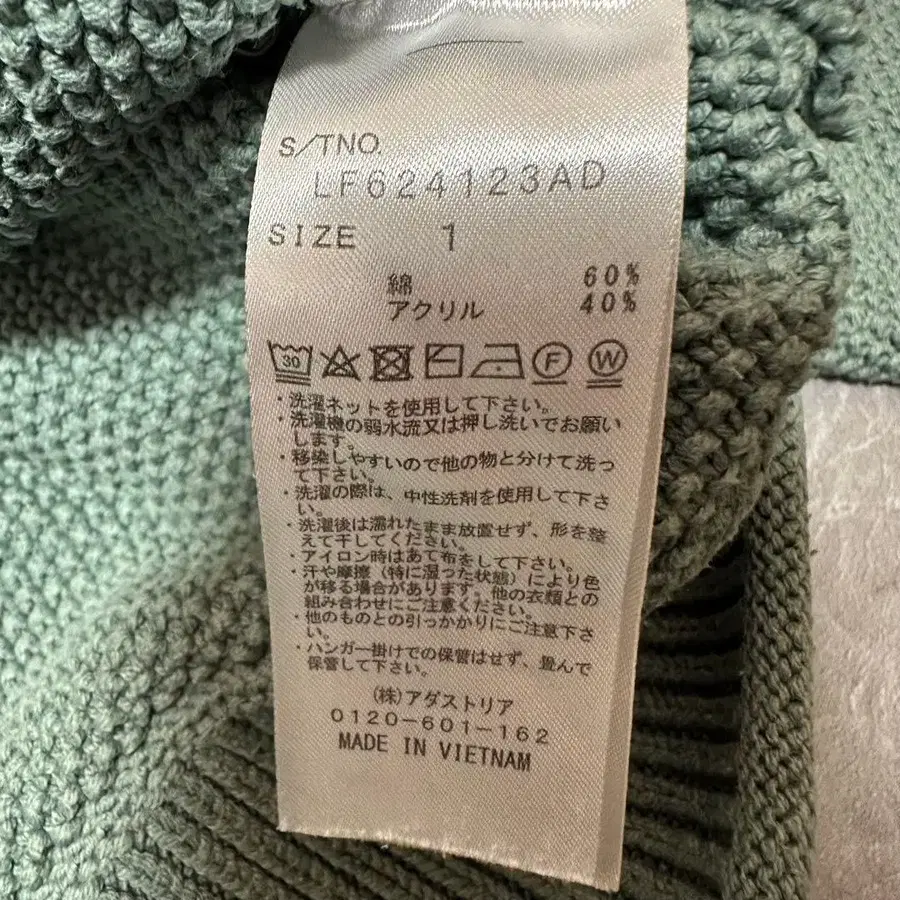 S/TNO.
LF624123AD
SIZE 1
綿 60%
アクリル 40%
30 F W
・洗濯ネットを使用して下さい。
・洗濯機の弱水流又は押し洗いでお願い
します。
・移染しやすいので他の物と分けて洗っ
て下さい。
・洗濯の際は、中性洗剤を使用して下さ
い。
・洗濯後は濡れたまま放置せず、形を整
えて干してください。
・アイロン時はあて布をして下さい。
・汗や摩擦（特に湿った状態）により色
が移る場合があります。他の衣類との
組み合わせにご注意ください。
・他のものとの引っかかりにご注意下さ
い。
・ハンガー掛けでの保管はせず、畳んで
保管して下さい。
(株)アダストリア
0120-601-162
MADE IN VIETNAM